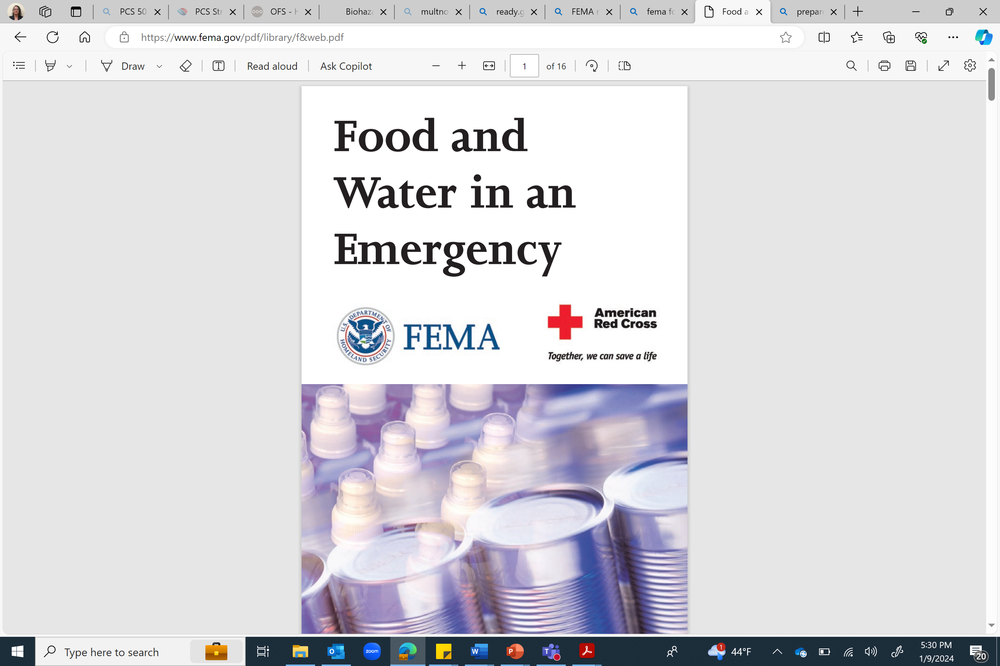 PCS 50
PCS Str
OFS - H
Biohaza
multno
ready.g
FEMA r
fema fo
Food a
prepar
https://www.fema.gov/pdf/library/f&web.pdf
Draw
Read aloud
Ask Copilot
1
of 16
Food and
Water in an
Emergency
U.S. DEPARTMENT OF
HOMELAND SECURITY
FEMA
American
Red Cross
Together, we can save a life
Type here to search
zoom
1
44°F
5:30 PM
1/9/2024
20